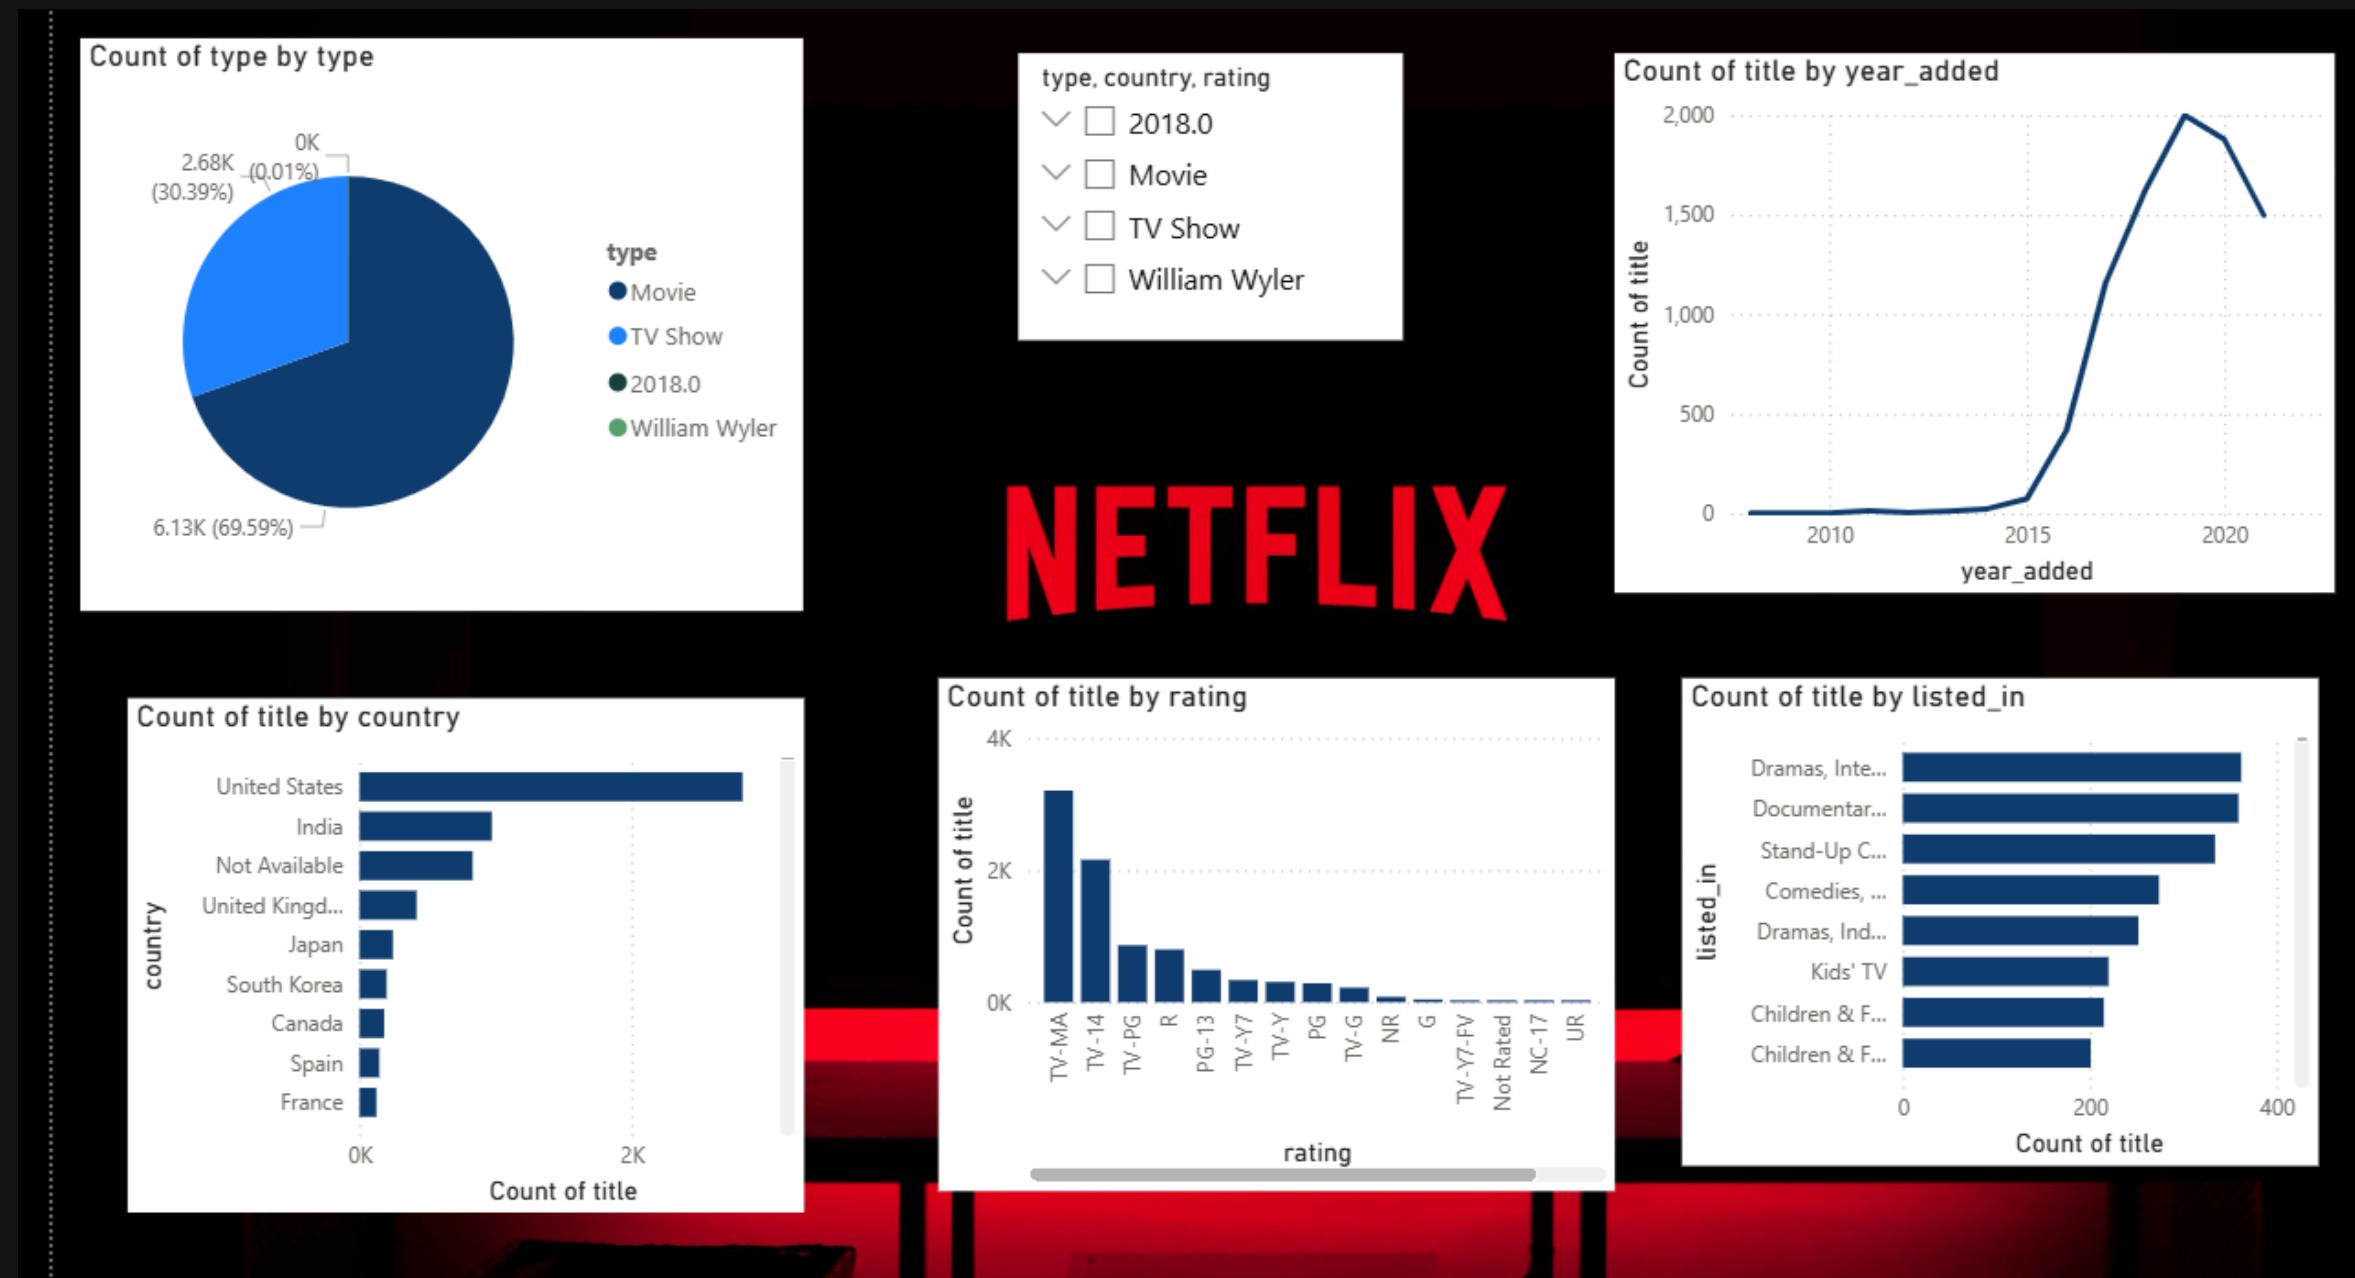 Count of type by type
0K
(0.01%)
2.68K
(30.39%)
6.13K (69.59%)
type
Movie
TV Show
2018.0
William Wyler
type, country, rating
2018.0
Movie
TV Show
William Wyler
Count of title by year_added
Count of title
2,000
1,500
1,000
500
0
2010
2015
2020
year_added
NETFLIX
Count of title by country
country
United States
India
Not Available
United Kingd...
Japan
South Korea
Canada
Spain
France
0K
2K
Count of title
Count of title by rating
Count of title
4K
2K
0K
TV-MA
TV-14
TV-PG
R
PG-13
TV-Y7
TV-Y
PG
TV-G
NR
G
TV-Y7-FV
Not Rated
NC-17
UR
rating
Count of title by listed_in
listed_in
Dramas, Inte...
Documentar...
Stand-Up C...
Comedies, ...
Dramas, Ind...
Kids' TV
Children & F...
Children & F...
0
200
400
Count of title